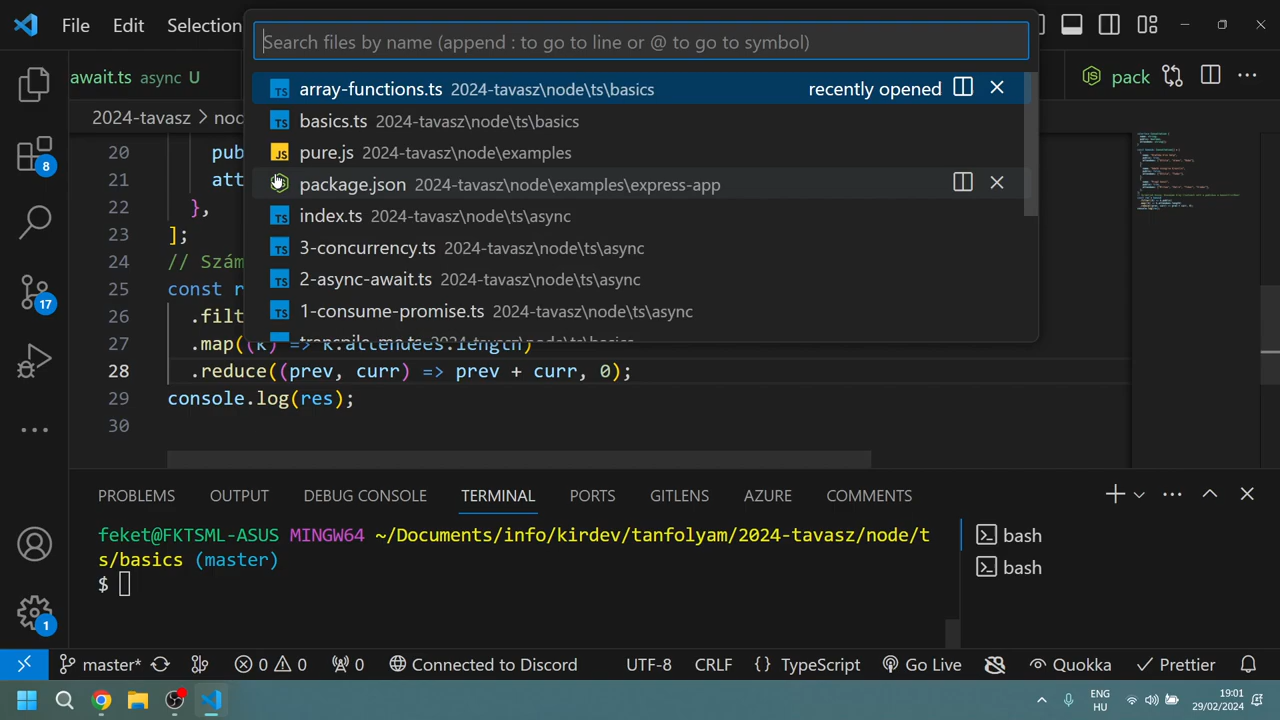 File Edit Selection
Search files by name (append : to go to line or @ to go to symbol)
await.ts async U
pack
array-functions.ts 2024-tavasz\node\ts\basics recently opened
basics.ts 2024-tavasz\node\ts\basics
pure.js 2024-tavasz\node\examples
package.json 2024-tavasz\node\examples\express-app
index.ts 2024-tavasz\node\ts\async
3-concurrency.ts 2024-tavasz\node\ts\async
2-async-await.ts 2024-tavasz\node\ts\async
1-consume-promise.ts 2024-tavasz\node\ts\async
2024-tavasz
20 pub
21 att
22 },
23 ];
24 // Szám
25 const r
26 .filt
27 .map((k) => k.attendees.length)
28 .reduce((prev, curr) => prev + curr, 0);
29 console.log(res);
30
8
17
1
PROBLEMS OUTPUT DEBUG CONSOLE TERMINAL PORTS GITLENS AZURE COMMENTS
feket@FKTSML-ASUS MINGW64 ~/Documents/info/kirdev/tanfolyam/2024-tavasz/node/t
s/basics (master)
$
bash
bash
master* 0 0 0 Connected to Discord UTF-8 CRLF {} TypeScript Go Live Quokka Prettier
ENG
HU
19:01
29/02/2024